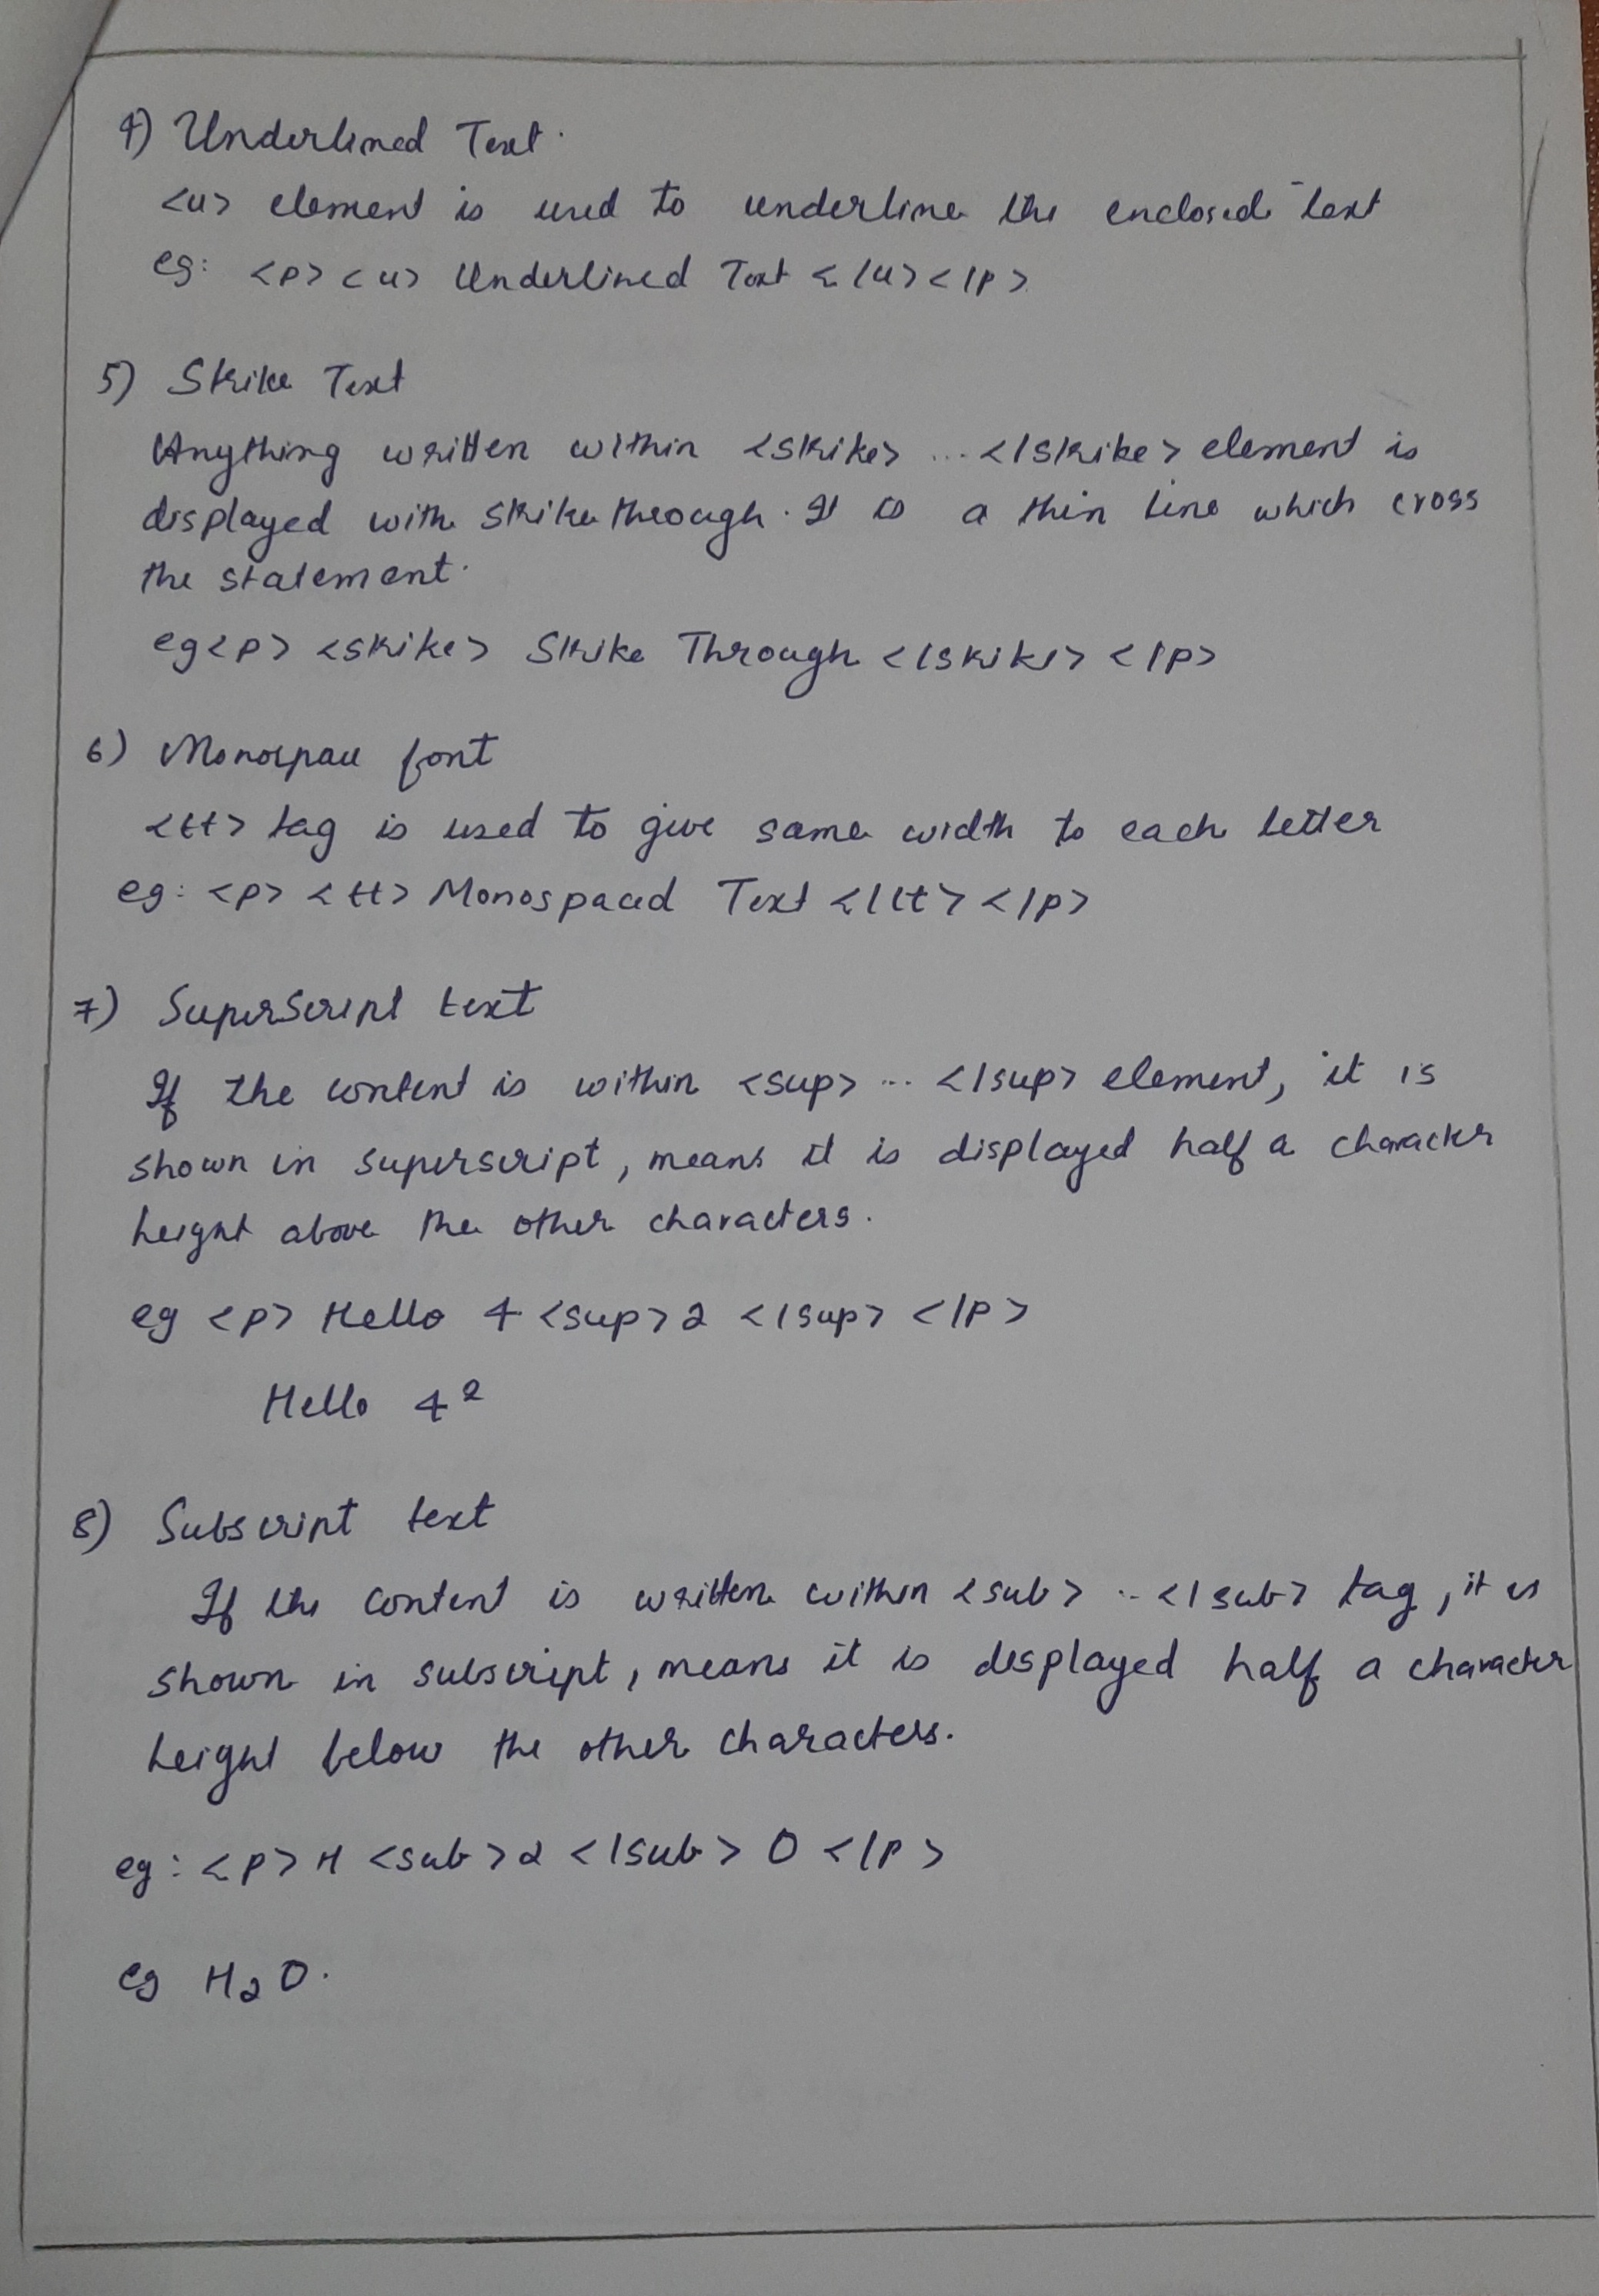 4) Underlined Text.
<u> element is used to underline the enclosed text
eg: <p> <u> Underlined Text </u> </p>
5) Strike Text
Anything written within <strike> ... </strike> element is
displayed with strikethrough. It is a thin line which cross
the statement.
eg <p> <strike> Strike Through </strike> </p>
6) Monospace font
<tt> tag is used to give same width to each letter
eg: <p> <tt> Monospaced Text </tt> </p>
7) SuperScript text
If the content is within <sup> ... </sup> element, it is
shown in superscript, means it is displayed half a character
height above the other characters.
eg <p> Hello 4 <sup> 2 </sup> </p>
Hello 4²
8) Subscript text
If the content is written within <sub> .. </sub> tag, it is
shown in subscript, means it is displayed half a character
height below the other characters.
eg: <p> H <sub> 2 </sub> O </p>
eg H₂O.